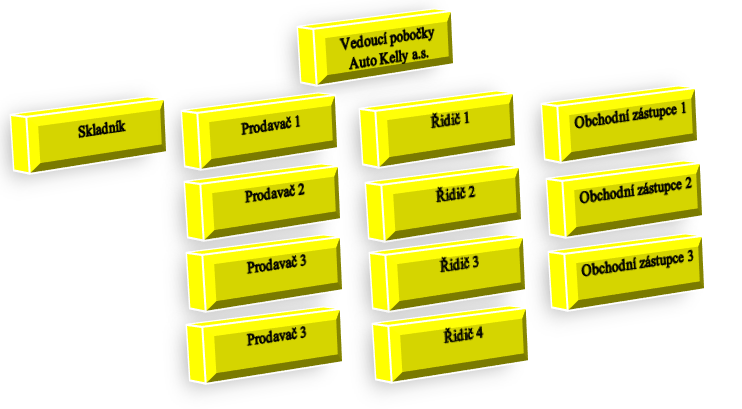 Vedoucí pobočky
Auto Kelly a.s.
Skladník
Prodavač 1
Řidič 1
Obchodní zástupce 1
Prodavač 2
Řidič 2
Obchodní zástupce 2
Prodavač 3
Řidič 3
Obchodní zástupce 3
Prodavač 3
Řidič 4